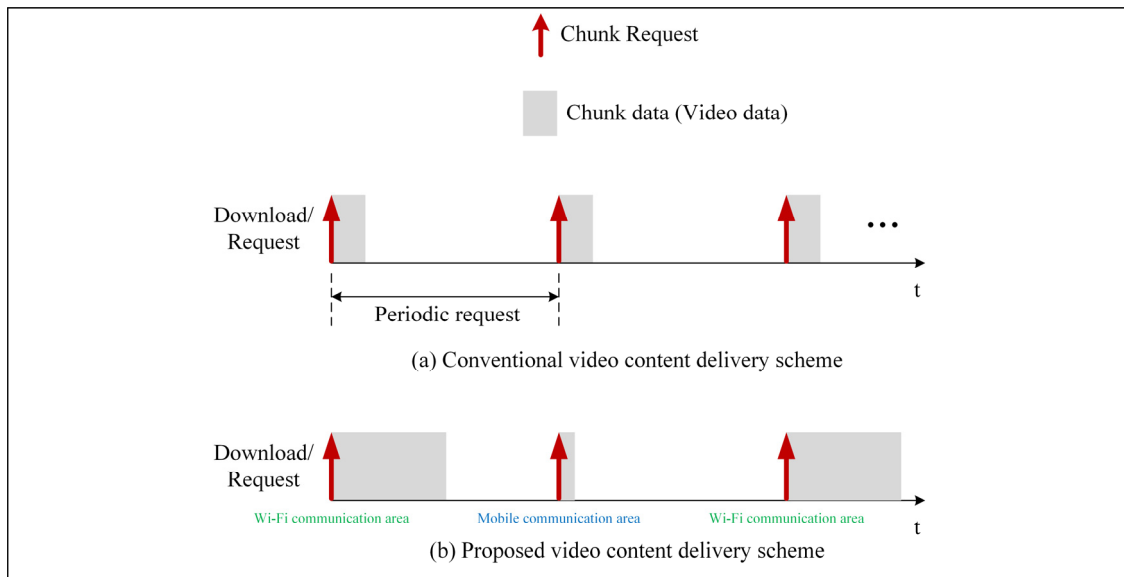 Chunk Request
Chunk data (Video data)
Download/
Request
...
t
Periodic request
(a) Conventional video content delivery scheme
Download/
Request
t
Wi-Fi communication area
Mobile communication area
Wi-Fi communication area
(b) Proposed video content delivery scheme